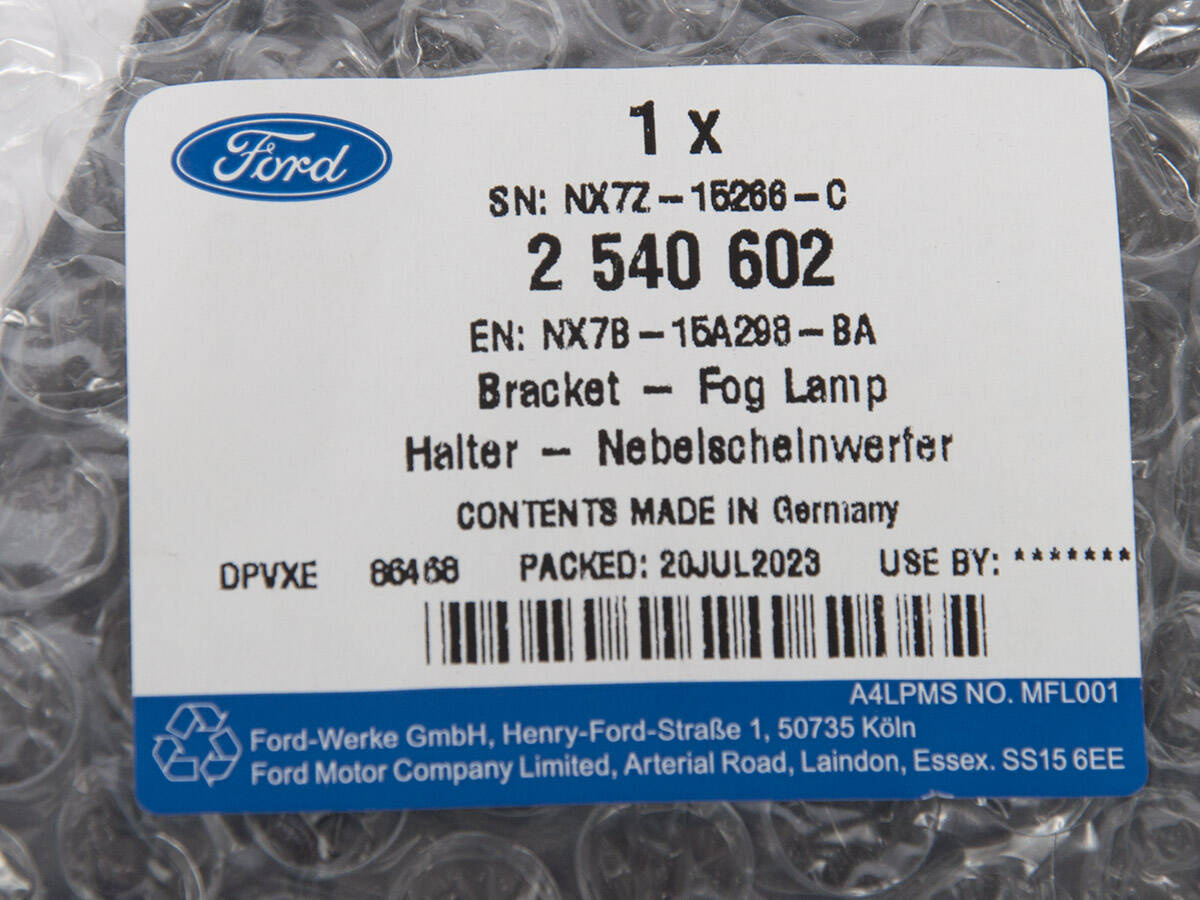 Ford
1 x
SN: NX7Z-15266-C
2 540 602
EN: NX7B-15A298-BA
Bracket - Fog Lamp
Halter - Nebelscheinwerfer
CONTENTS MADE IN Germany
DPVXE 86468 PACKED: 20JUL2023 USE BY: *******
A4LPMS NO. MFL001
Ford-Werke GmbH, Henry-Ford-Straße 1, 50735 Köln
Ford Motor Company Limited, Arterial Road, Laindon, Essex. SS15 6EE